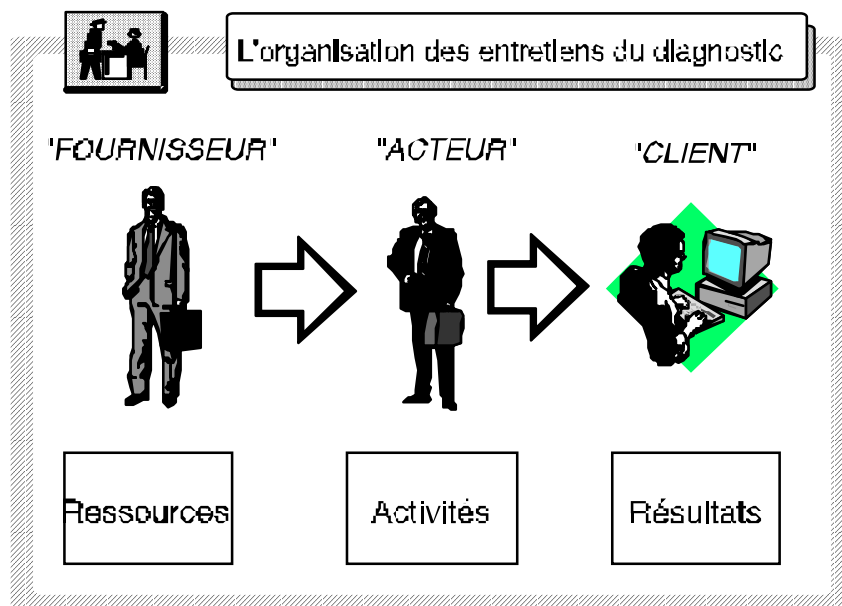 L'organisation des entretiens du diagnostic
"FOURNISSEUR" "ACTEUR" "CLIENT"
Ressources Activités Résultats